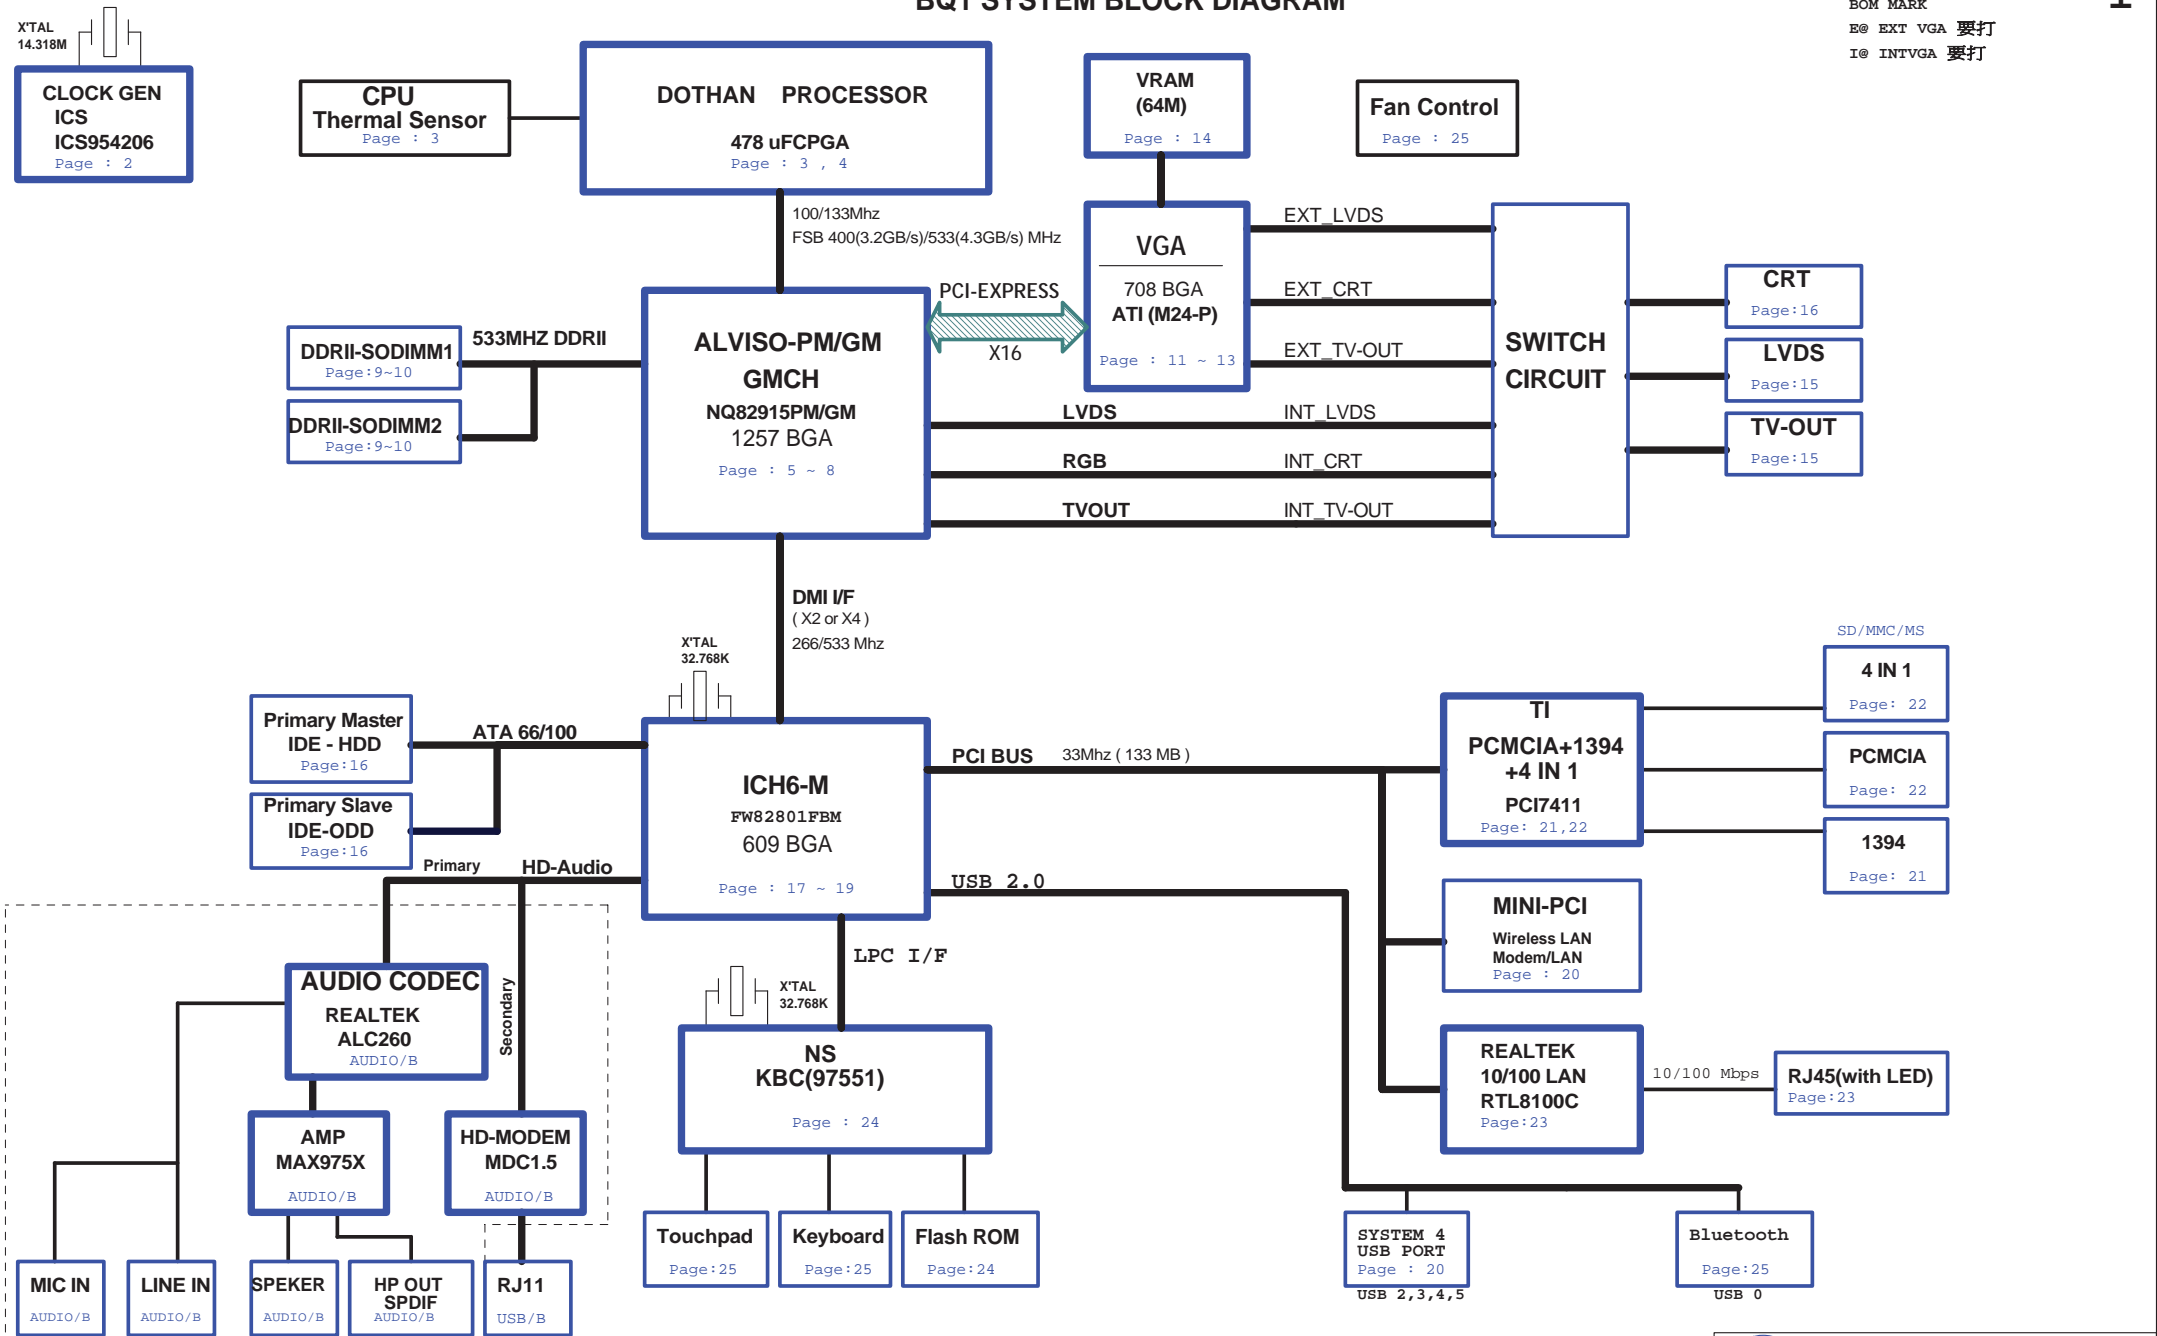 BQ1 SYSTEM BLOCK DIAGRAM
BOM MARK
E@ EXT VGA 要打
I@ INTVGA 要打
X'TAL
14.318M
CLOCK GEN
ICS
ICS954206
Page : 2
CPU
Thermal Sensor
Page : 3
DOTHAN PROCESSOR
478 uFCPGA
Page : 3 , 4
VRAM
(64M)
Page : 14
Fan Control
Page : 25
100/133Mhz
FSB 400(3.2GB/s)/533(4.3GB/s) MHz
VGA
708 BGA
ATI (M24-P)
Page : 11 ~ 13
EXT_LVDS
EXT_CRT
EXT_TV-OUT
SWITCH
CIRCUIT
CRT
Page:16
LVDS
Page:15
TV-OUT
Page:15
PCI-EXPRESS
X16
DDRII-SODIMM1
Page:9~10
DDRII-SODIMM2
Page:9~10
533MHZ DDRII
ALVISO-PM/GM
GMCH
NQ82915PM/GM
1257 BGA
Page : 5 ~ 8
LVDS
INT_LVDS
RGB
INT_CRT
TVOUT
INT_TV-OUT
DMI I/F
( X2 or X4 )
266/533 Mhz
X'TAL
32.768K
Primary Master
IDE - HDD
Page:16
Primary Slave
IDE-ODD
Page:16
ATA 66/100
ICH6-M
FW82801FBM
609 BGA
Page : 17 ~ 19
PCI BUS
33Mhz ( 133 MB )
USB 2.0
TI
PCMCIA+1394
+4 IN 1
PCI7411
Page: 21,22
SD/MMC/MS
4 IN 1
Page: 22
PCMCIA
Page: 22
1394
Page: 21
MINI-PCI
Wireless LAN
Modem/LAN
Page : 20
REALTEK
10/100 LAN
RTL8100C
Page:23
10/100 Mbps
RJ45(with LED)
Page:23
Primary
HD-Audio
Secondary
AUDIO CODEC
REALTEK
ALC260
AUDIO/B
AMP
MAX975X
AUDIO/B
HD-MODEM
MDC1.5
AUDIO/B
LPC I/F
X'TAL
32.768K
NS
KBC(97551)
Page : 24
Touchpad
Page:25
Keyboard
Page:25
Flash ROM
Page:24
SYSTEM 4
USB PORT
Page : 20
USB 2,3,4,5
Bluetooth
Page:25
USB 0
MIC IN
AUDIO/B
LINE IN
AUDIO/B
SPEKER
AUDIO/B
HP OUT
SPDIF
AUDIO/B
RJ11
USB/B